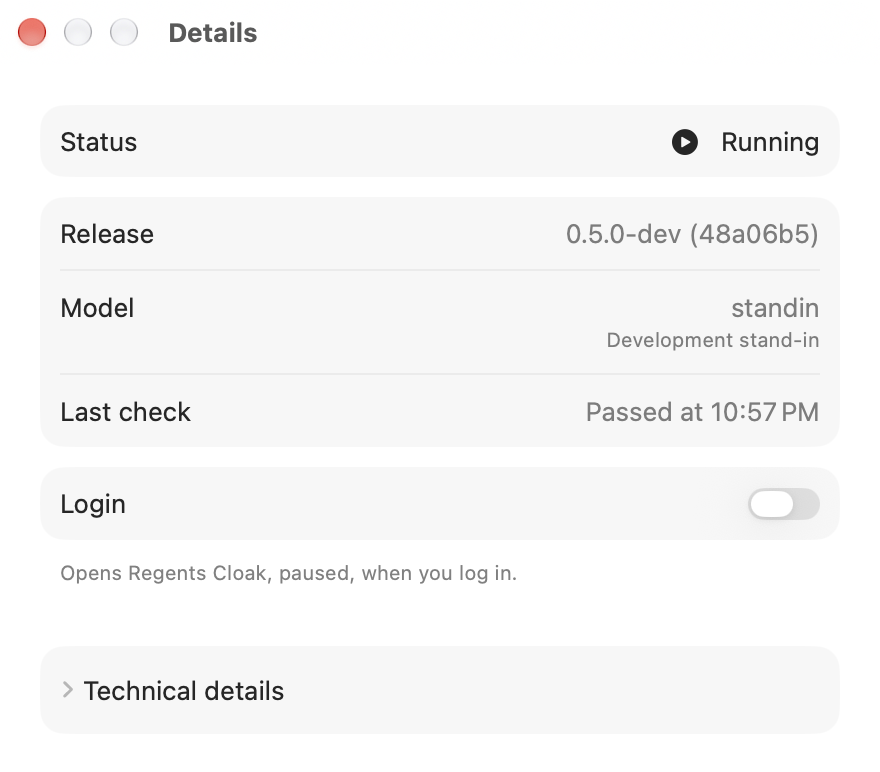 Details
Status Running
Release 0.5.0-dev (48a06b5)
Model standin
Development stand-in
Last check Passed at 10:57 PM
Login
Opens Regents Cloak, paused, when you log in.
Technical details